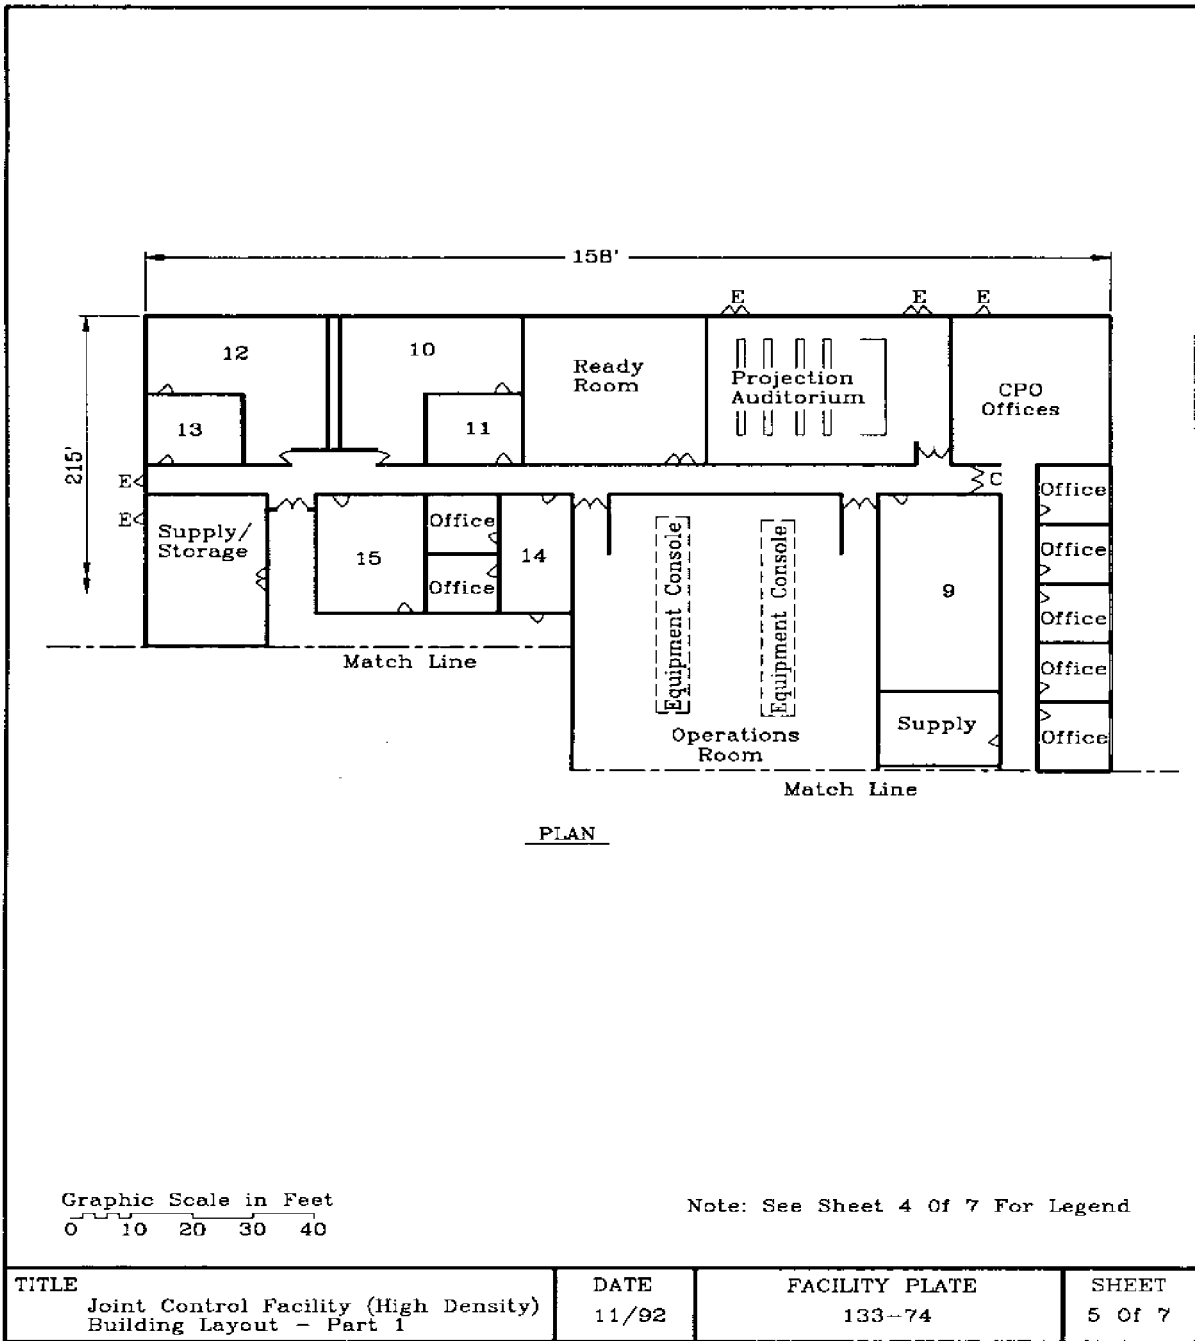 158'
E E E
12
10
Ready
Room
Projection
Auditorium
CPO
Offices
13
11
215'
E
C
Office
E
Supply/
Storage
15
Office
Office
14
Equipment Console
Equipment Console
Office
9
Office
Office
Supply
Office
Operations
Room
Match Line
Match Line
PLAN
Graphic Scale in Feet
0 10 20 30 40
Note: See Sheet 4 Of 7 For Legend
TITLE
Joint Control Facility (High Density)
Building Layout - Part 1
DATE
11/92
FACILITY PLATE
133-74
SHEET
5 Of 7